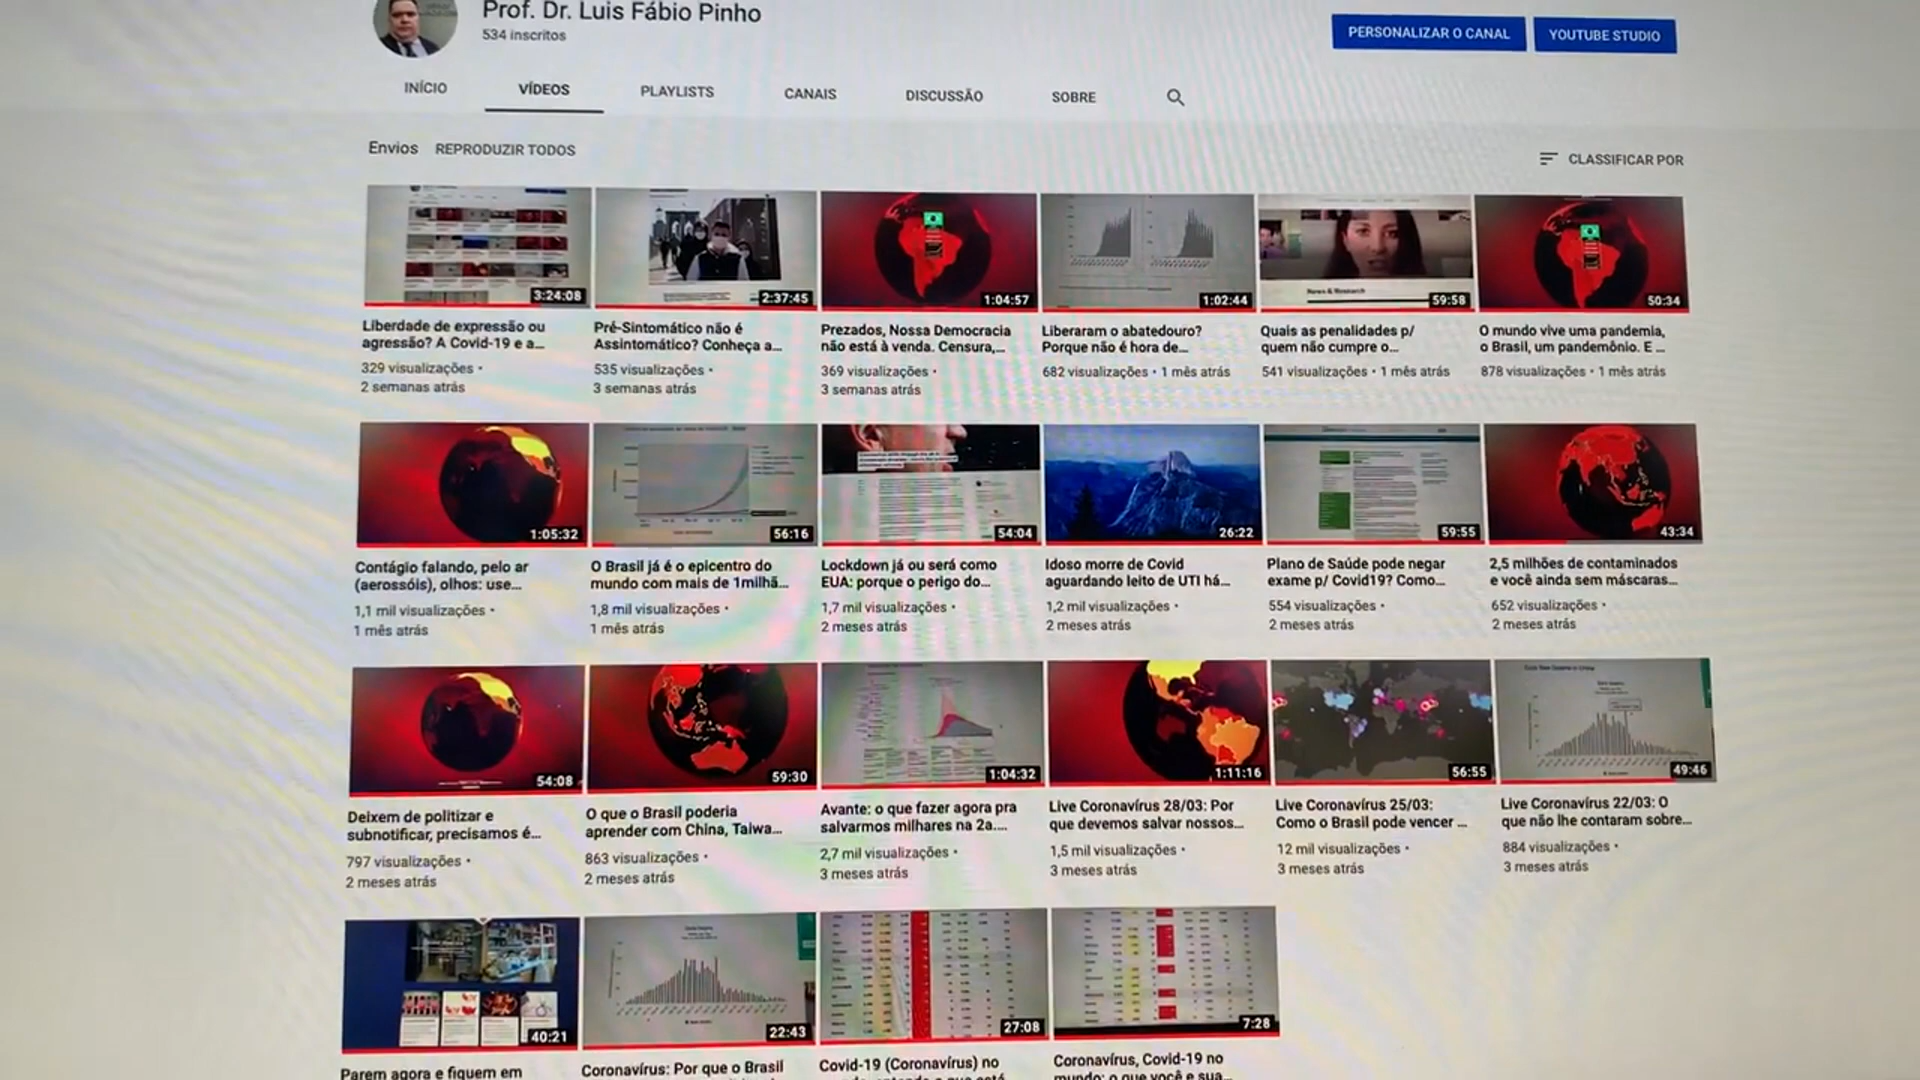 Prof. Dr. Luis Fábio Pinho
534 inscritos
PERSONALIZAR O CANAL
YOUTUBE STUDIO
INÍCIO
VÍDEOS
PLAYLISTS
CANAIS
DISCUSSÃO
SOBRE
Envios
REPRODUZIR TODOS
CLASSIFICAR POR
3:24:08
2:37:45
1:04:57
1:02:44
News & Research
59:58
50:34
Liberdade de expressão ou
agressão? A Covid-19 e a...
329 visualizações •
2 semanas atrás
Pré-Sintomático não é
Assintomático? Conheça a...
535 visualizações •
3 semanas atrás
Prezados, Nossa Democracia
não está à venda. Censura,...
369 visualizações •
3 semanas atrás
Liberaram o abatedouro?
Porque não é hora de...
682 visualizações • 1 mês atrás
Quais as penalidades p/
quem não cumpre o...
541 visualizações • 1 mês atrás
O mundo vive uma pandemia,
o Brasil, um pandemônio. E ...
878 visualizações • 1 mês atrás
1:05:32
56:16
54:04
26:22
59:55
43:34
Contágio falando, pelo ar
(aerossóis), olhos: use...
1,1 mil visualizações •
1 mês atrás
O Brasil já é o epicentro do
mundo com mais de 1milhã...
1,8 mil visualizações •
1 mês atrás
Lockdown já ou será como
EUA: porque o perigo do...
1,7 mil visualizações •
2 meses atrás
Idoso morre de Covid
aguardando leito de UTI há...
1,2 mil visualizações •
2 meses atrás
Plano de Saúde pode negar
exame p/ Covid19? Como...
554 visualizações •
2 meses atrás
2,5 milhões de contaminados
e você ainda sem máscaras...
652 visualizações •
2 meses atrás
54:08
59:30
1:04:32
1:11:16
56:55
49:46
Deixem de politizar e
subnotificar, precisamos é...
797 visualizações •
2 meses atrás
O que o Brasil poderia
aprender com China, Taiwa...
863 visualizações •
2 meses atrás
Avante: o que fazer agora pra
salvarmos milhares na 2a....
2,7 mil visualizações •
3 meses atrás
Live Coronavírus 28/03: Por
que devemos salvar nossos...
1,5 mil visualizações •
3 meses atrás
Live Coronavírus 25/03:
Como o Brasil pode vencer ...
12 mil visualizações •
3 meses atrás
Live Coronavírus 22/03: O
que não lhe contaram sobre...
884 visualizações •
3 meses atrás
40:21
22:43
27:08
7:28
Parem agora e fiquem em
Coronavírus: Por que o Brasil
Covid-19 (Coronavírus) no
Coronavírus, Covid-19 no
mundo: o que você e sua...